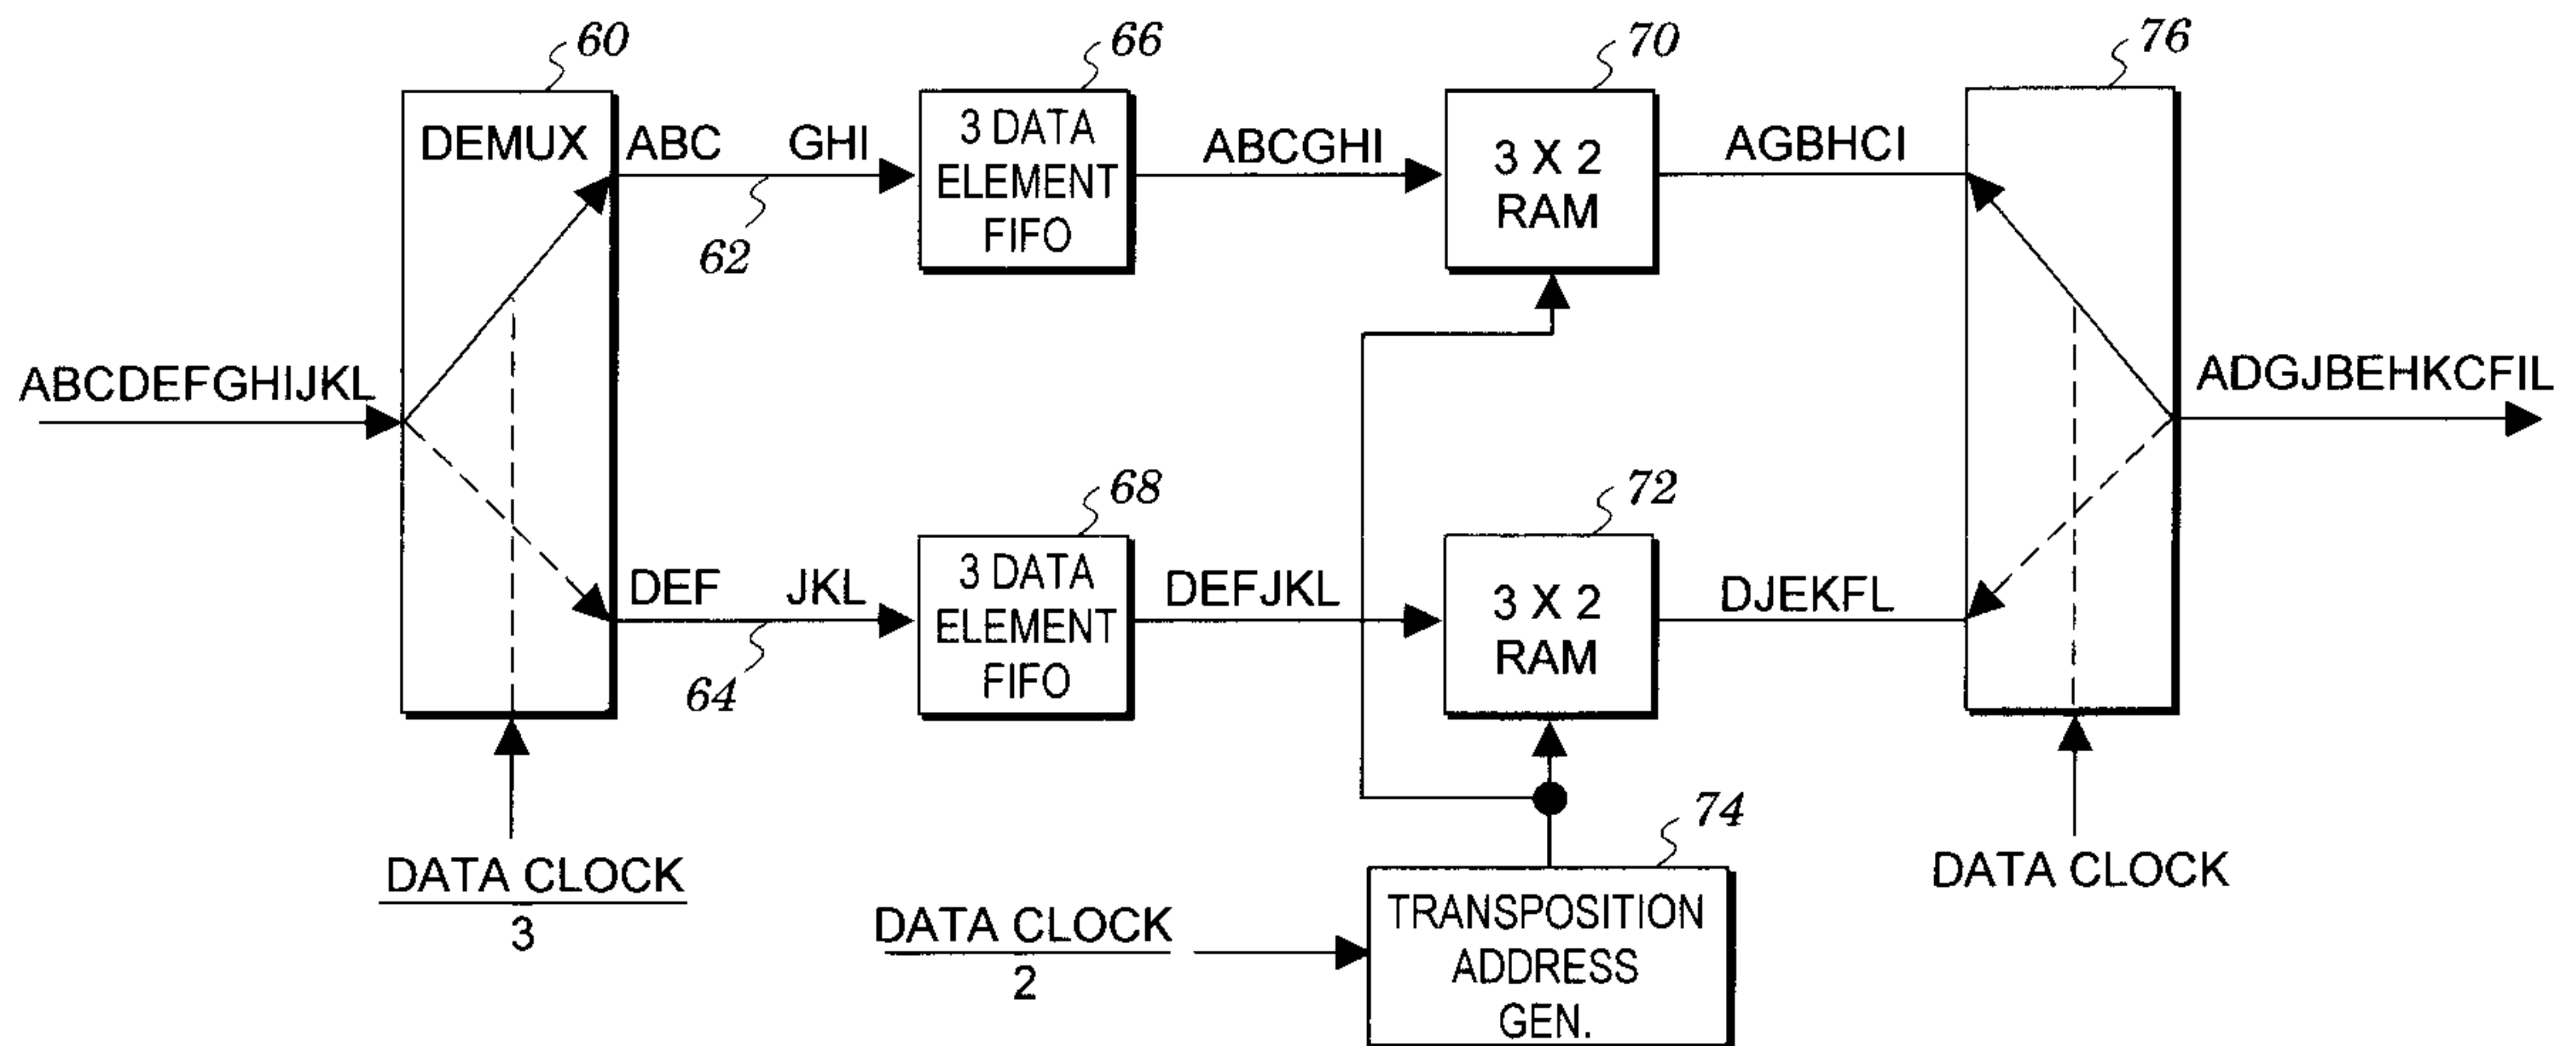 60
66
70
76
DEMUX
ABC
GHI
3 DATA
ELEMENT
FIFO
ABCGHI
3 X 2
RAM
AGBHCI
62
ABCDEFGHIJKL
ADGJBEHKCFIL
68
72
DEF
JKL
3 DATA
ELEMENT
FIFO
DEFJKL
3 X 2
RAM
DJEKFL
64
74
DATA CLOCK
3
DATA CLOCK
2
TRANSPOSITION
ADDRESS
GEN.
DATA CLOCK